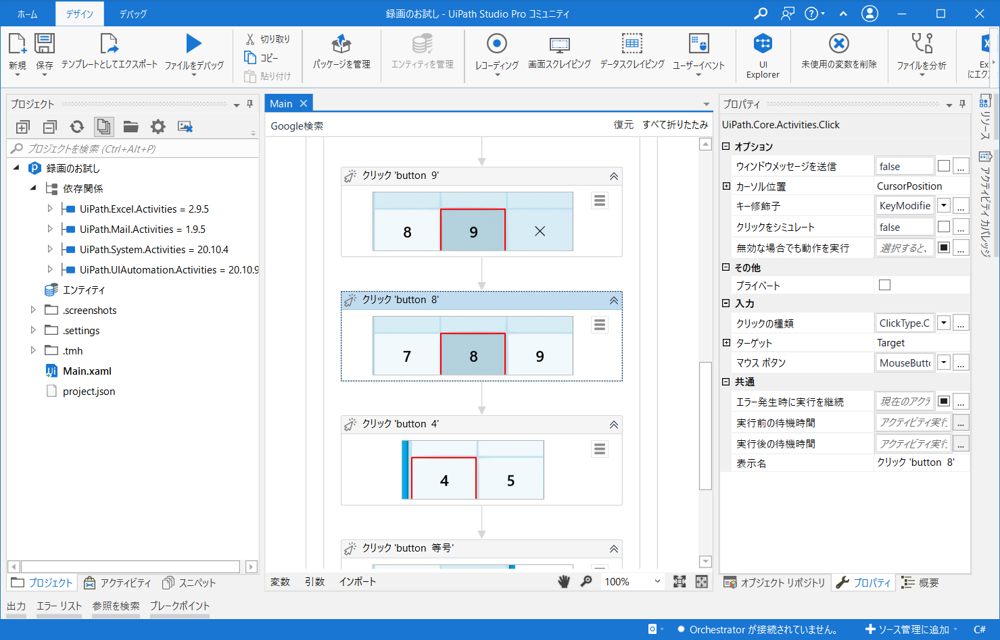 ホーム デザイン デバッグ 録画のお試し - UiPath Studio Pro コミュニティ
新規 保存 テンプレートとしてエクスポート ファイルをデバッグ
切り取り
コピー
貼り付け
パッケージを管理 エンティティを管理 レコーディング 画面スクレイピング データスクレイピング ユーザーイベント UI Explorer 未使用の変数を削除 ファイルを分析 Ex にエク
プロジェクト
プロジェクトを検索 (Ctrl+Alt+P)
録画のお試し
依存関係
UiPath.Excel.Activities = 2.9.5
UiPath.Mail.Activities = 1.9.5
UiPath.System.Activities = 20.10.4
UiPath.UIAutomation.Activities = 20.10.9
エンティティ
.screenshots
.settings
.tmh
Main.xaml
project.json
プロジェクト アクティビティ スニペット
Main
Google検索 復元 すべて折りたたみ
クリック 'button 9'
8 9 ×
クリック 'button 8'
7 8 9
クリック 'button 4'
4 5
クリック 'button 等号'
変数 引数 インポート 100%
プロパティ
UiPath.Core.Activities.Click
オプション
ウィンドウメッセージを送信 false ...
カーソル位置 CursorPosition
キー修飾子 KeyModifie ...
クリックをシミュレート false ...
無効な場合でも動作を実行 選択すると、 ...
その他
プライベート
入力
クリックの種類 ClickType.C ...
ターゲット Target
マウス ボタン MouseButto ...
共通
エラー発生時に実行を継続 現在のアクテ ...
実行前の待機時間 アクティビティ実行 ...
実行後の待機時間 アクティビティ実行 ...
表示名 クリック 'button 8'
オブジェクト リポジトリ プロパティ 概要
リソース
アクティビティ カバレッジ
出力 エラー リスト 参照を検索 ブレークポイント
Orchestrator が接続されていません。 ソース管理に追加 C#